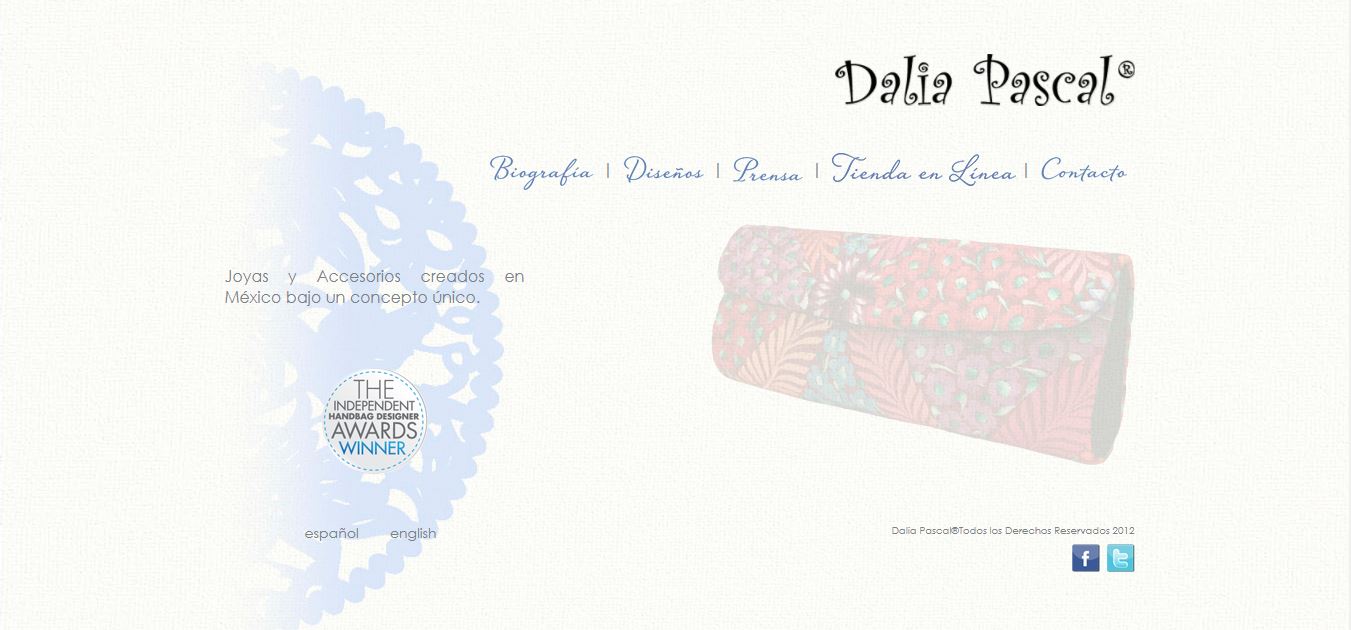 Dalia Pascal®
Biografía | Diseños | Prensa | Tienda en Línea | Contacto
Joyas y Accesorios creados en
México bajo un concepto único.
THE
INDEPENDENT
HANDBAG DESIGNER
AWARDS
WINNER
español english
Dalia Pascal®Todos los Derechos Reservados 2012